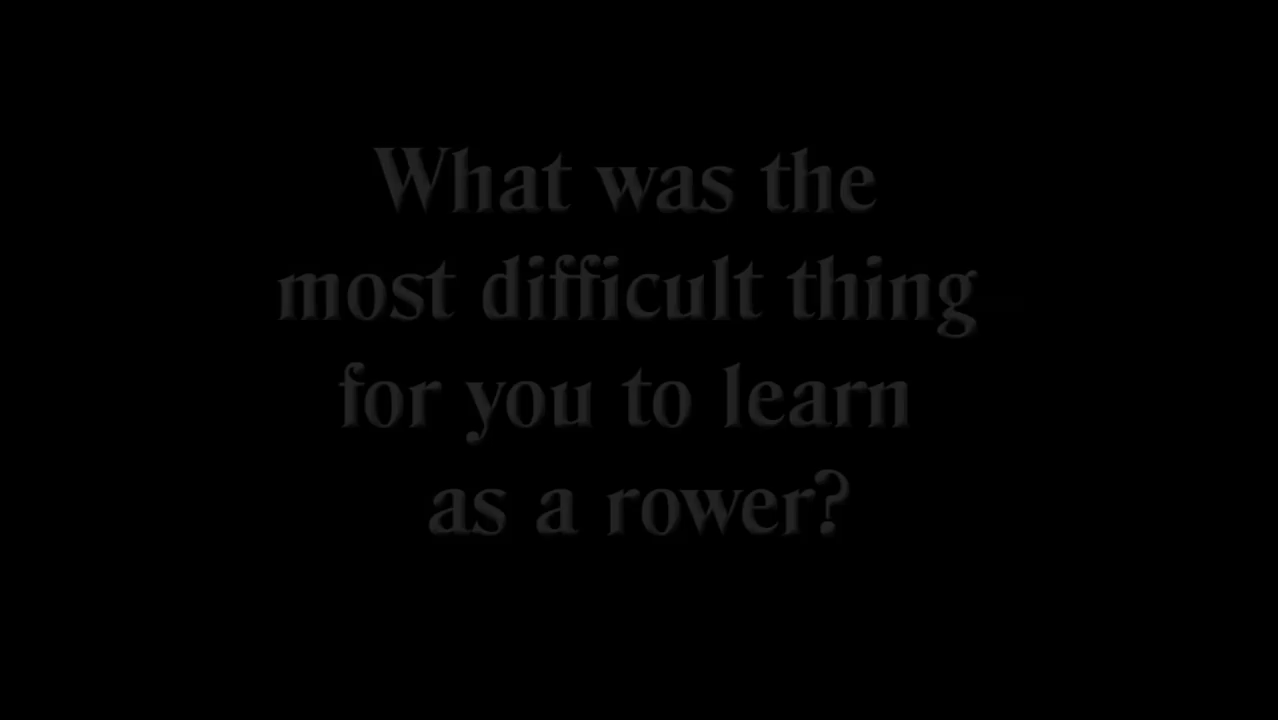 What was the
most difficult thing
for you to learn
as a rower?